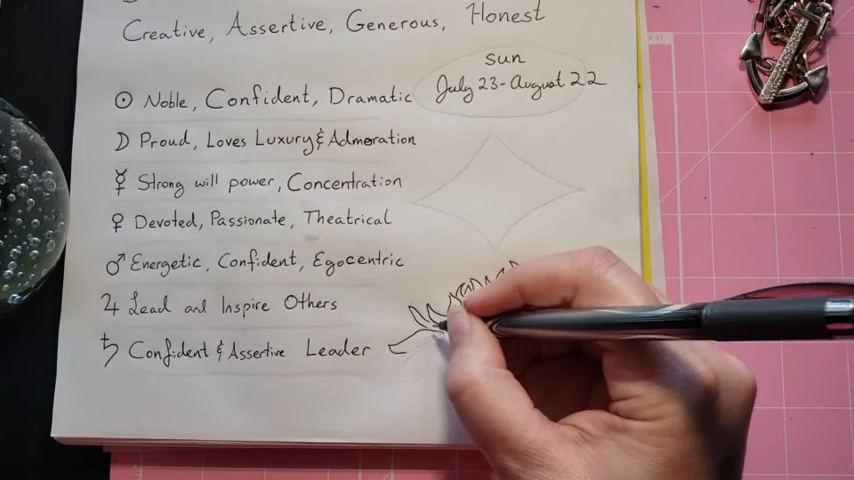 Creative, Assertive, Generous, Honest
Sun
July 23-August 22
☉ Noble, Confident, Dramatic
☽ Proud, Loves Luxury & Admoration
☿ Strong will power, Concentration
♀ Devoted, Passionate, Theatrical
♂ Energetic, Confident, Egocentric
♃ Lead and Inspire Others
♄ Confident & Assertive Leader